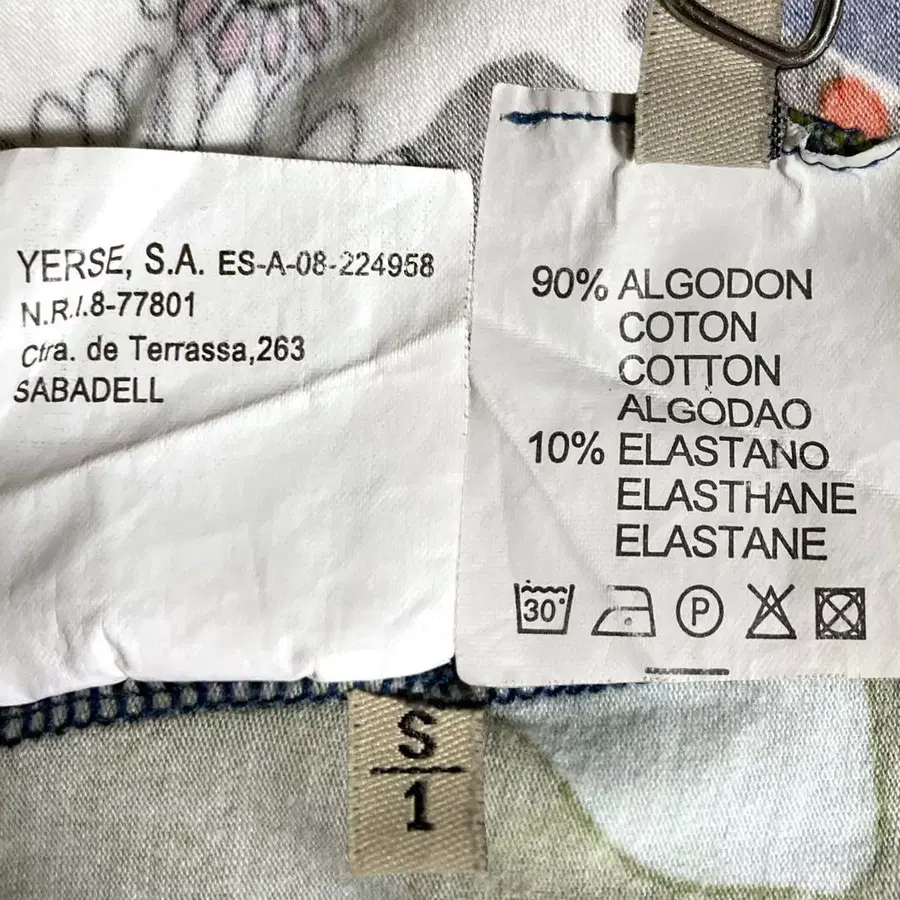 YERSE, S.A. ES-A-08-224958
N.R.I.8-77801
Ctra. de Terrassa,263
SABADELL
90% ALGODON
COTON
COTTON
ALGODAO
10% ELASTANO
ELASTHANE
ELASTANE
30°
P
S
1